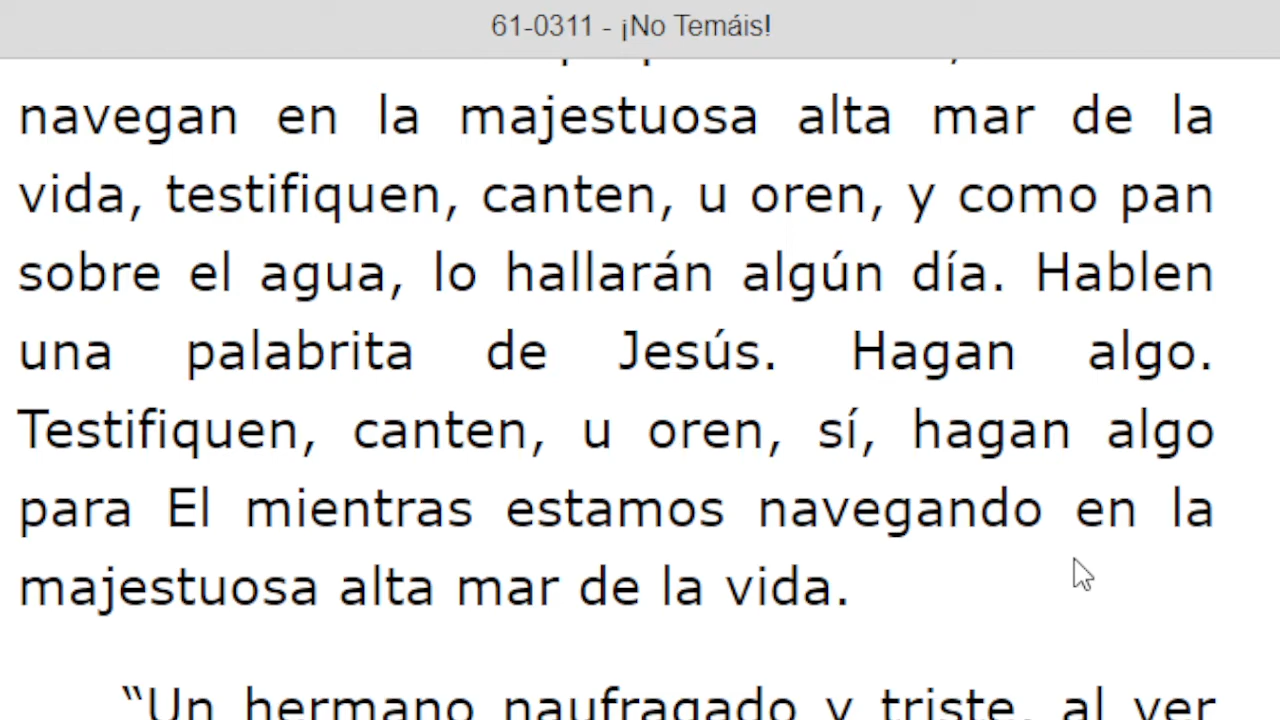 61-0311 - ¡No Temáis!
navegan en la majestuosa alta mar de la
vida, testifiquen, canten, u oren, y como pan
sobre el agua, lo hallarán algún día. Hablen
una palabrita de Jesús. Hagan algo.
Testifiquen, canten, u oren, sí, hagan algo
para El mientras estamos navegando en la
majestuosa alta mar de la vida.
“Un hermano naufragado y triste, al ver